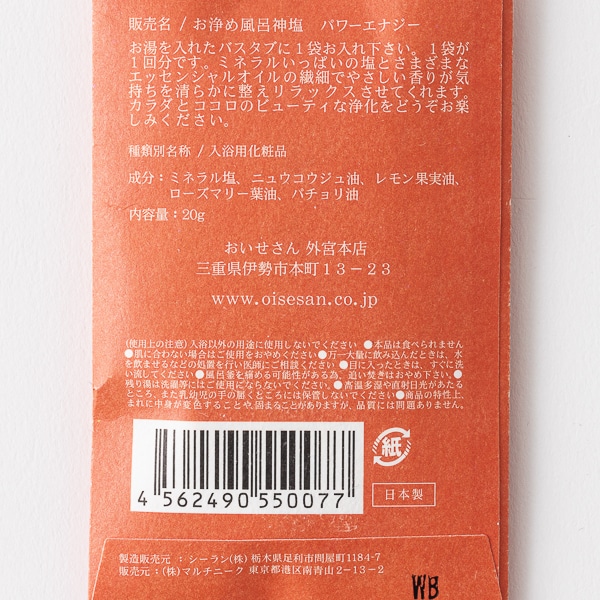 販売名 / お浄め風呂神塩　パワーエナジー
お湯を入れたバスタブに１袋お入れ下さい。１袋が
１回分です。ミネラルいっぱいの塩とさまざまな
エッセンシャルオイルの繊細でやさしい香りが気
持ちを清らかに整えリラックスさせてくれます。
カラダとココロのビューティな浄化をどうぞお楽
しみください。
種類別名称 / 入浴用化粧品
成分：ミネラル塩、ニュウコウジュ油、レモン果実油、
ローズマリー葉油、パチョリ油
内容量：20g
おいせさん 外宮本店
三重県伊勢市本町１３－２３
www.oisesan.co.jp
(使用上の注意) 入浴以外の用途に使用しないでください ●本品は食べられません
●肌に合わない場合はご使用をおやめください ●万一大量に飲み込んだときは、水
を飲ませるなどの処置を行い医師にご相談ください ●目に入ったときは、すぐに洗
い流してください ●風呂釜を痛める可能性がある為、追い焚きはおやめ下さい ●
残り湯は洗濯等にはご使用にならないでください。●高温多湿や直射日光があたる
ところ、また乳幼児の手の届くところには保管しないでください ●商品の特性上、
まれに中身が変色することや、固まることがありますが、品質には問題ありません。
紙
4 562490 550077
日本製
製造販売元 : シーラン(株) 栃木県足利市問屋町1184-7
販売元 : (株)マルチニーク 東京都港区南青山2-13-2
WB